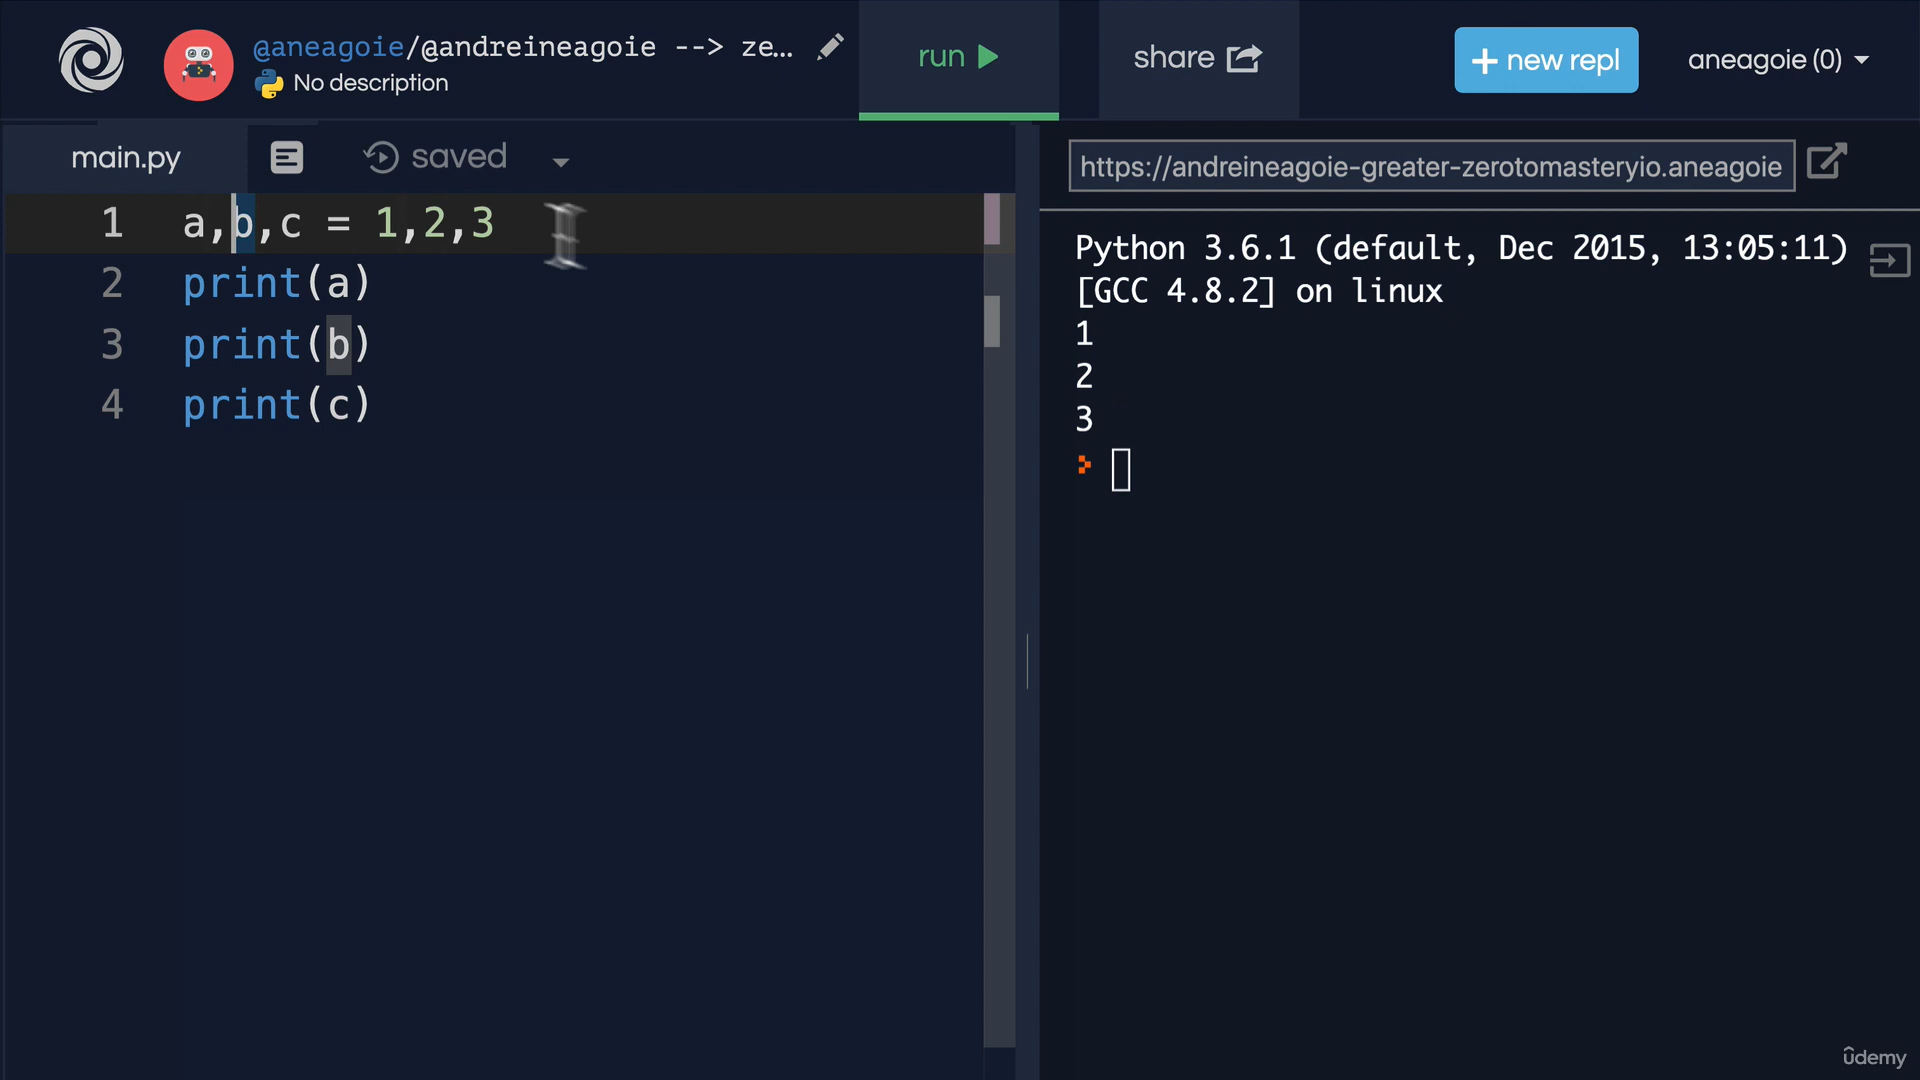 @aneagoie/@andreineagoie --> ze...
No description
run
share
+ new repl
aneagoie (0)
main.py
saved
https://andreineagoie-greater-zerotomasteryio.aneagoie
1 a,b,c = 1,2,3
2 print(a)
3 print(b)
4 print(c)
Python 3.6.1 (default, Dec 2015, 13:05:11)
[GCC 4.8.2] on linux
1
2
3
udemy